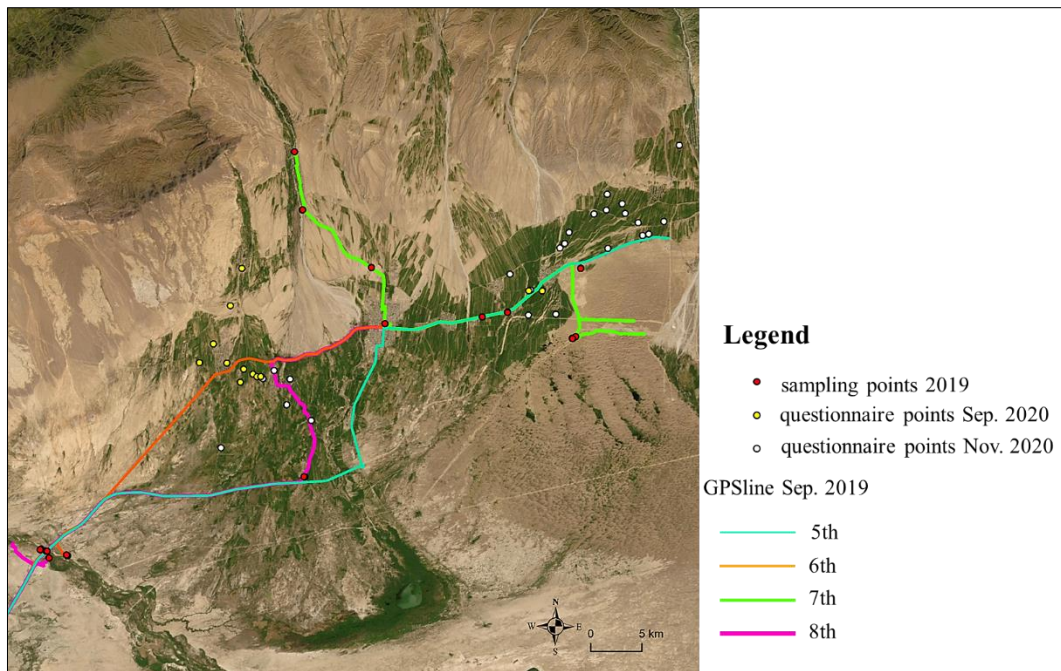 Legend
sampling points 2019
questionnaire points Sep. 2020
questionnaire points Nov. 2020
GPSline Sep. 2019
5th
6th
7th
8th
N
W E
S
0 5 km